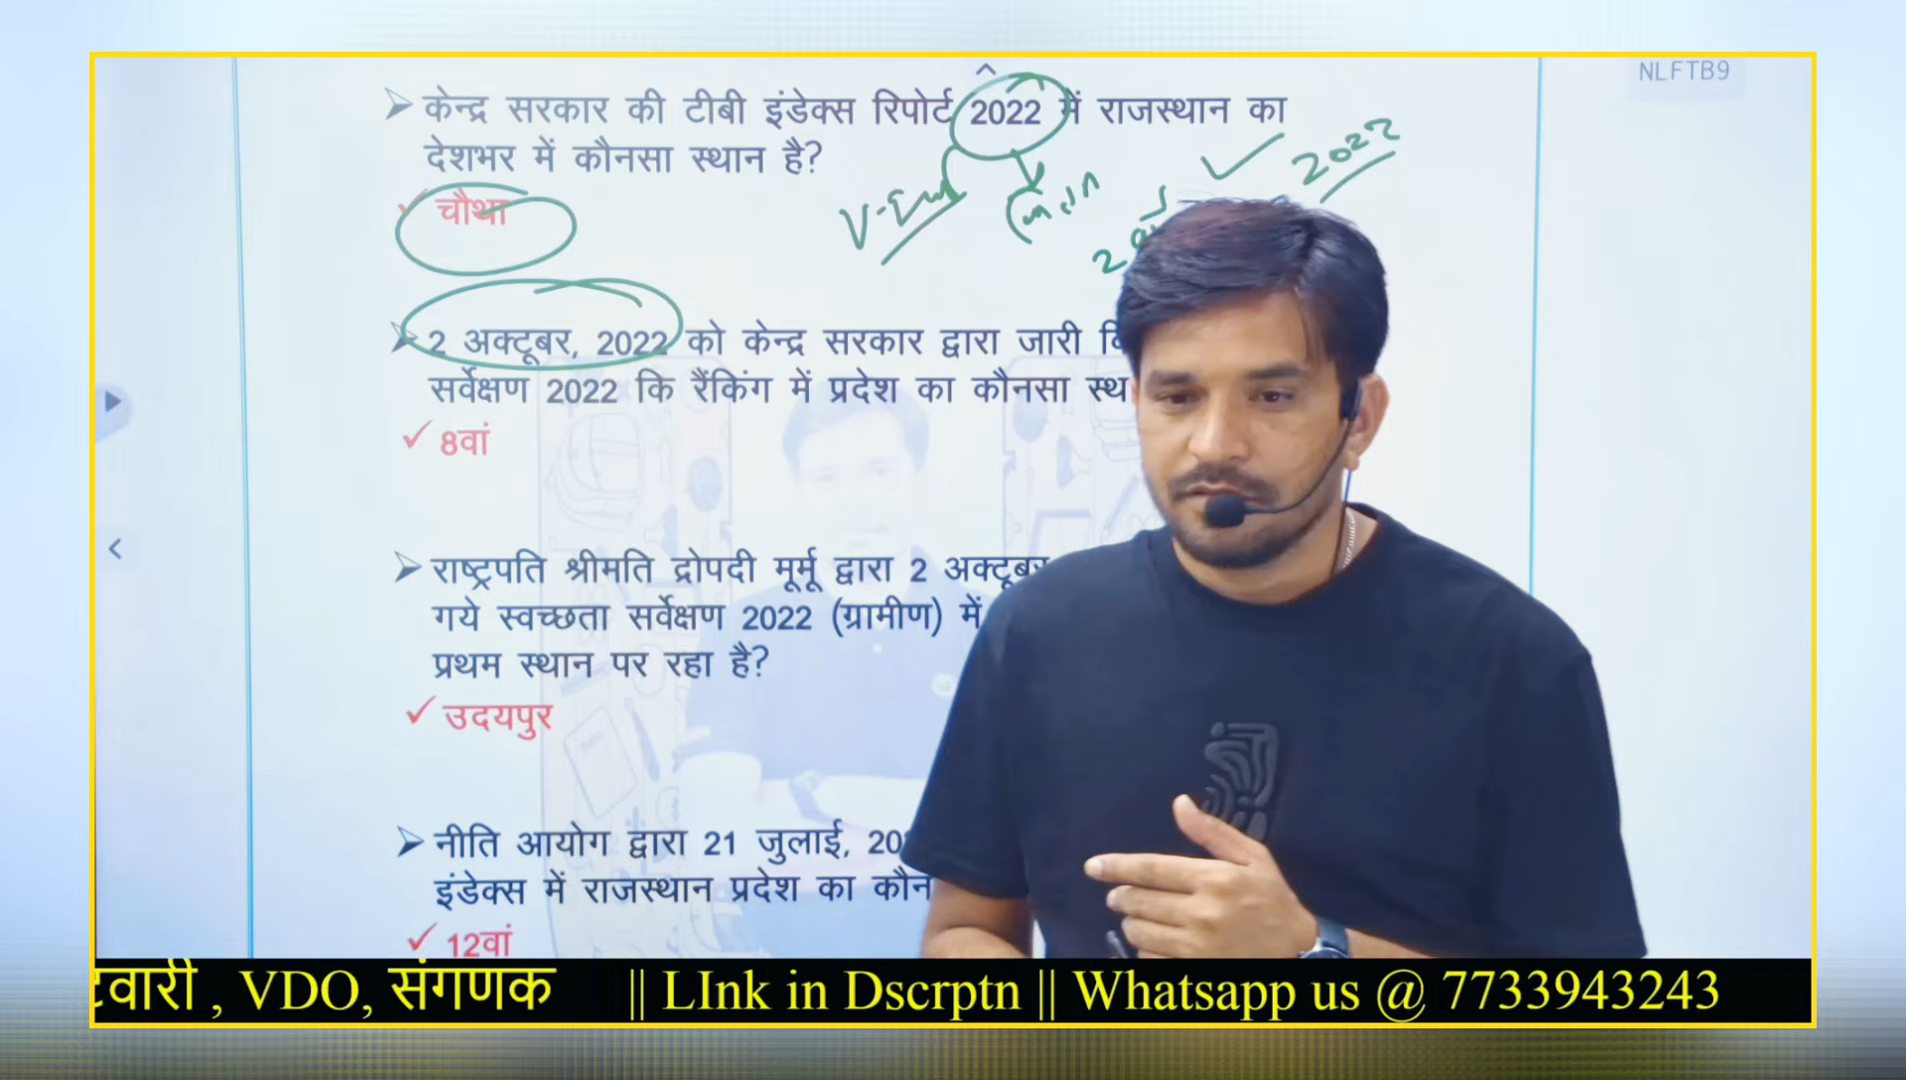 NLFTB9
केन्द्र सरकार की टीबी इंडेक्स रिपोर्ट 2022 में राजस्थान का
देशभर में कौनसा स्थान है?
2022
चौथा
2 अक्टूबर, 2022 को केन्द्र सरकार द्वारा जारी
सर्वेक्षण 2022 कि रैंकिंग में प्रदेश का कौनसा
8वां
राष्ट्रपति श्रीमति द्रोपदी मूर्मू द्वारा 2 अक्टूबर
गये स्वच्छता सर्वेक्षण 2022 (ग्रामीण) में
प्रथम स्थान पर रहा है?
उदयपुर
नीति आयोग द्वारा 21 जुलाई,
इंडेक्स में राजस्थान प्रदेश का
12वां
, VDO, संगणक || LInk in Dscrptn || Whatsapp us @ 7733943243